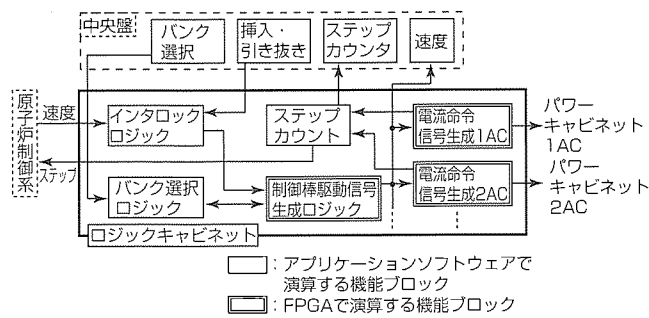 中央盤
バンク
選択
挿入・
引き抜き
ステップ
カウンタ
速度
原子炉制御系
速度
ステップ
インタロック
ロジック
ステップ
カウント
電流命令
信号生成1AC
パワー
キャビネット
1AC
バンク選択
ロジック
制御棒駆動信号
生成ロジック
電流命令
信号生成2AC
パワー
キャビネット
2AC
ロジックキャビネット
：アプリケーションソフトウェアで
演算する機能ブロック
：FPGAで演算する機能ブロック